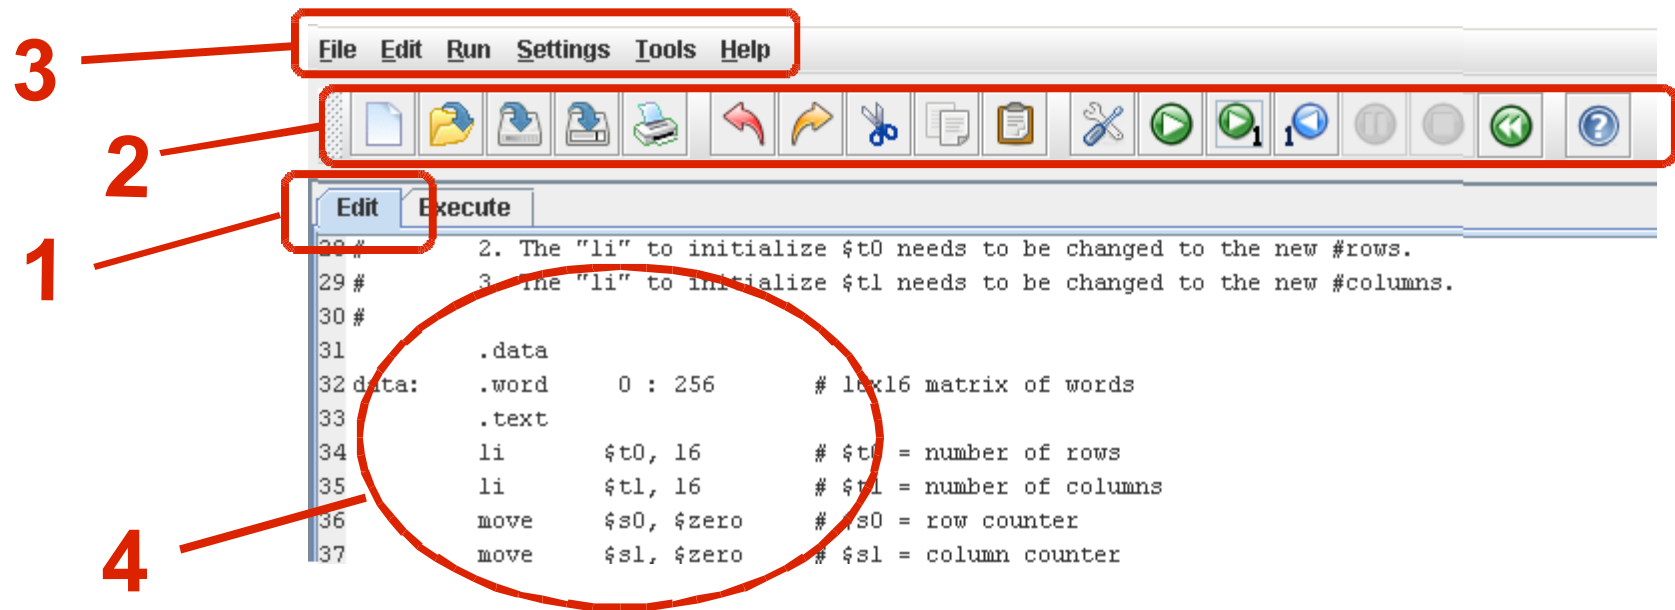 3
File Edit Run Settings Tools Help
2
1 1
1
Edit Execute
28 # 2. The "li" to initialize $t0 needs to be changed to the new #rows.
29 # 3. The "li" to initialize $t1 needs to be changed to the new #columns.
30 #
31 .data
32 data: .word 0 : 256 # 16x16 matrix of words
33 .text
34 li $t0, 16 # $t0 = number of rows
35 li $t1, 16 # $t1 = number of columns
36 move $s0, $zero # $s0 = row counter
37 move $s1, $zero # $s1 = column counter
4